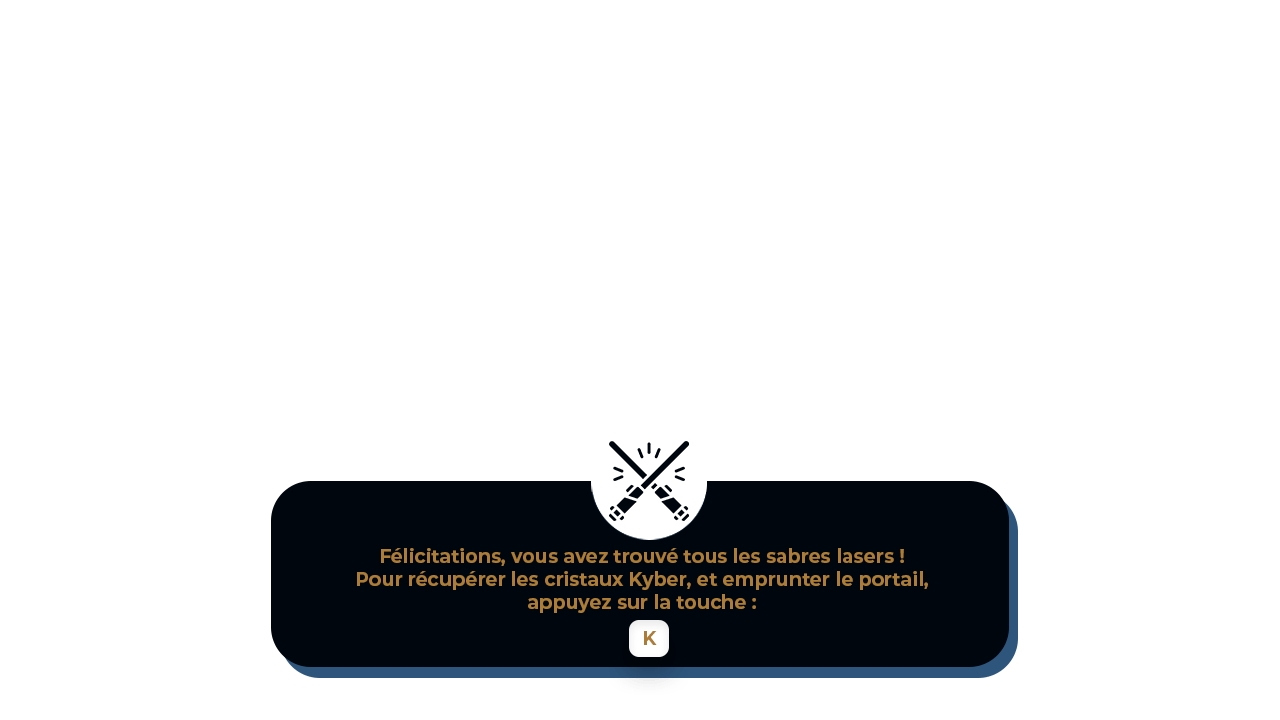 Félicitations, vous avez trouvé tous les sabres lasers !
Pour récupérer les cristaux Kyber, et emprunter le portail,
appuyez sur la touche :
K